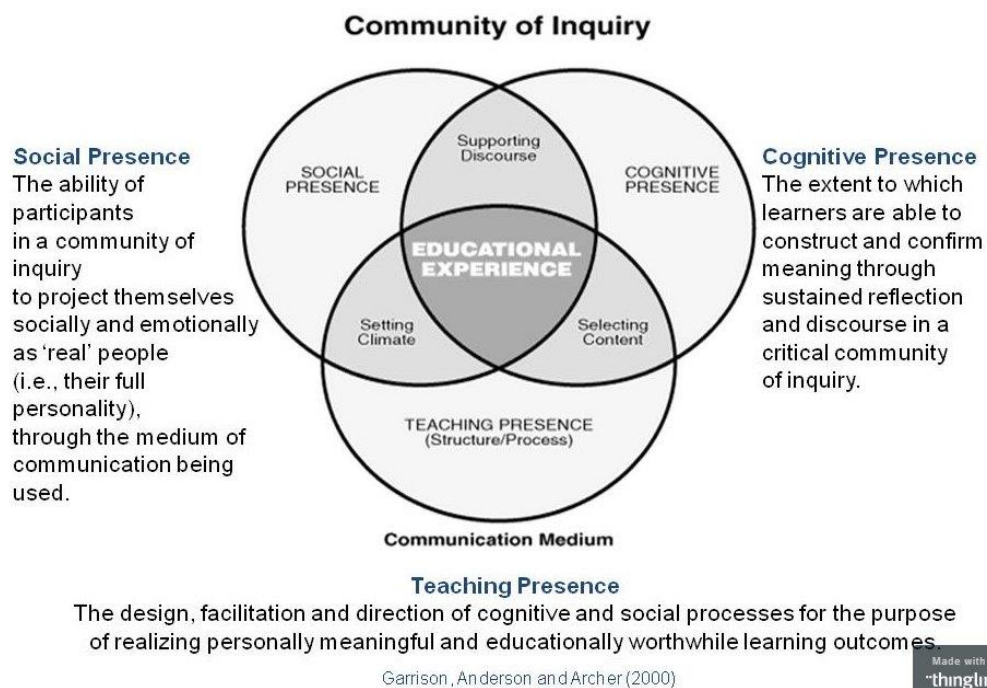 Community of Inquiry
Social Presence
The ability of
participants
in a community of
inquiry
to project themselves
socially and emotionally
as ‘real’ people
(i.e., their full
personality),
through the medium of
communication being
used.
SOCIAL
PRESENCE
Supporting
Discourse
COGNITIVE
PRESENCE
EDUCATIONAL
EXPERIENCE
Setting
Climate
Selecting
Content
TEACHING PRESENCE
(Structure/Process)
Communication Medium
Cognitive Presence
The extent to which
learners are able to
construct and confirm
meaning through
sustained reflection
and discourse in a
critical community
of inquiry.
Teaching Presence
The design, facilitation and direction of cognitive and social processes for the purpose
of realizing personally meaningful and educationally worthwhile learning outcomes.
Garrison, Anderson and Archer (2000)
Made with